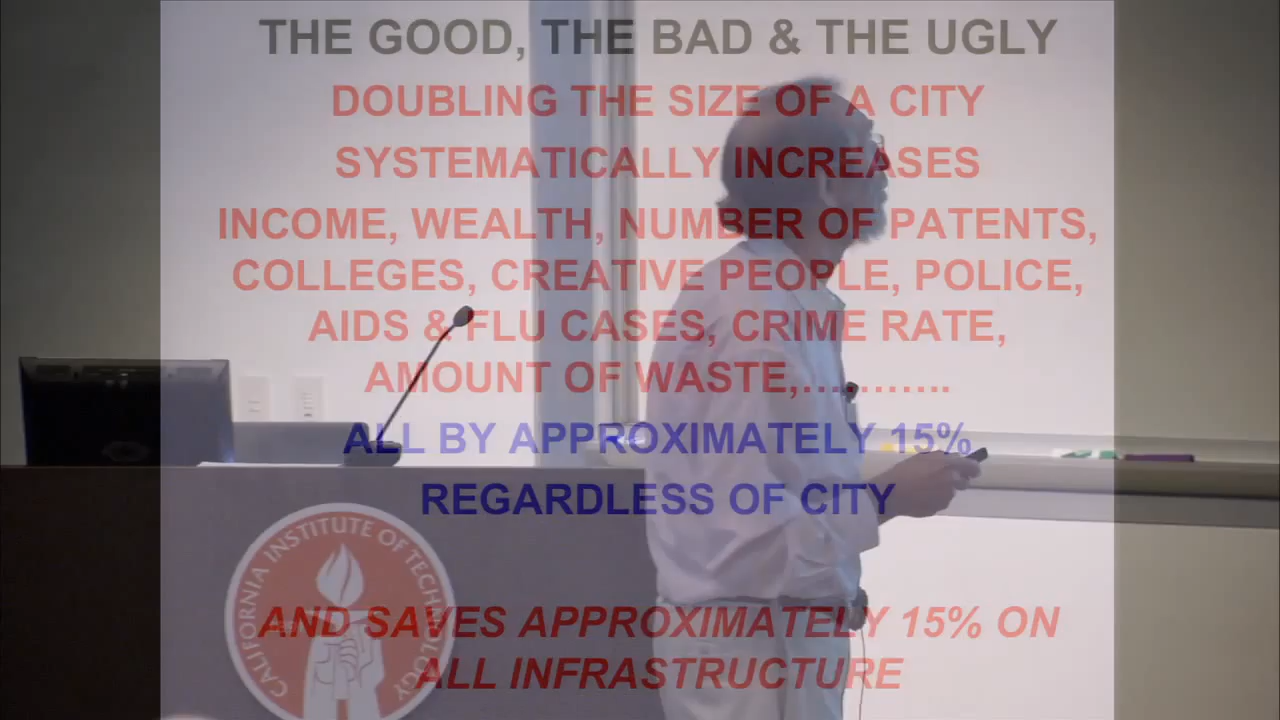 THE GOOD, THE BAD & THE UGLY
DOUBLING THE SIZE OF A CITY
SYSTEMATICALLY INCREASES
INCOME, WEALTH, NUMBER OF PATENTS,
COLLEGES, CREATIVE PEOPLE, POLICE,
AIDS & FLU CASES, CRIME RATE,
AMOUNT OF WASTE,...........
ALL BY APPROXIMATELY 15%
REGARDLESS OF CITY
AND SAVES APPROXIMATELY 15% ON
ALL INFRASTRUCTURE
CALIFORNIA INSTITUTE OF TECHNOLOGY